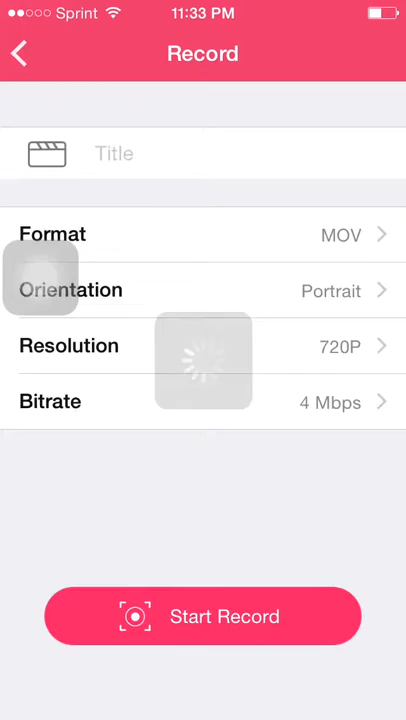 Sprint 11:33 PM
Record
Title
Format MOV
Orientation Portrait
Resolution 720P
Bitrate 4 Mbps
Start Record